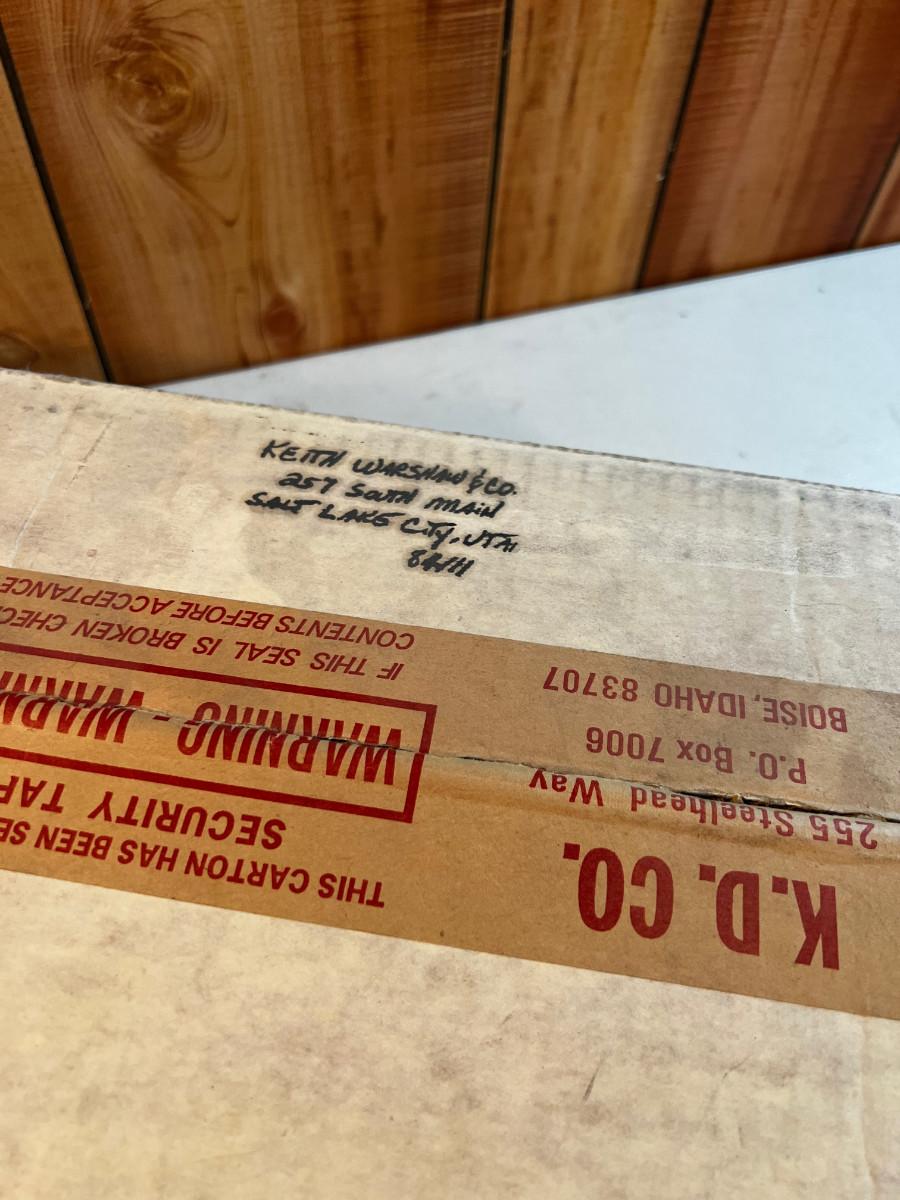 KEITH WARSHAW & CO.
257 SOUTH MAIN
SALT LAKE CITY, UTAH
84111
K.D. CO.
255 Steelhead Way
P.O. Box 7006
BOISE, IDAHO 83707
THIS CARTON HAS BEEN SE
SECURITY TAP
WARNING - WARN
IF THIS SEAL IS BROKEN CHEC
CONTENTS BEFORE ACCEPTANCE